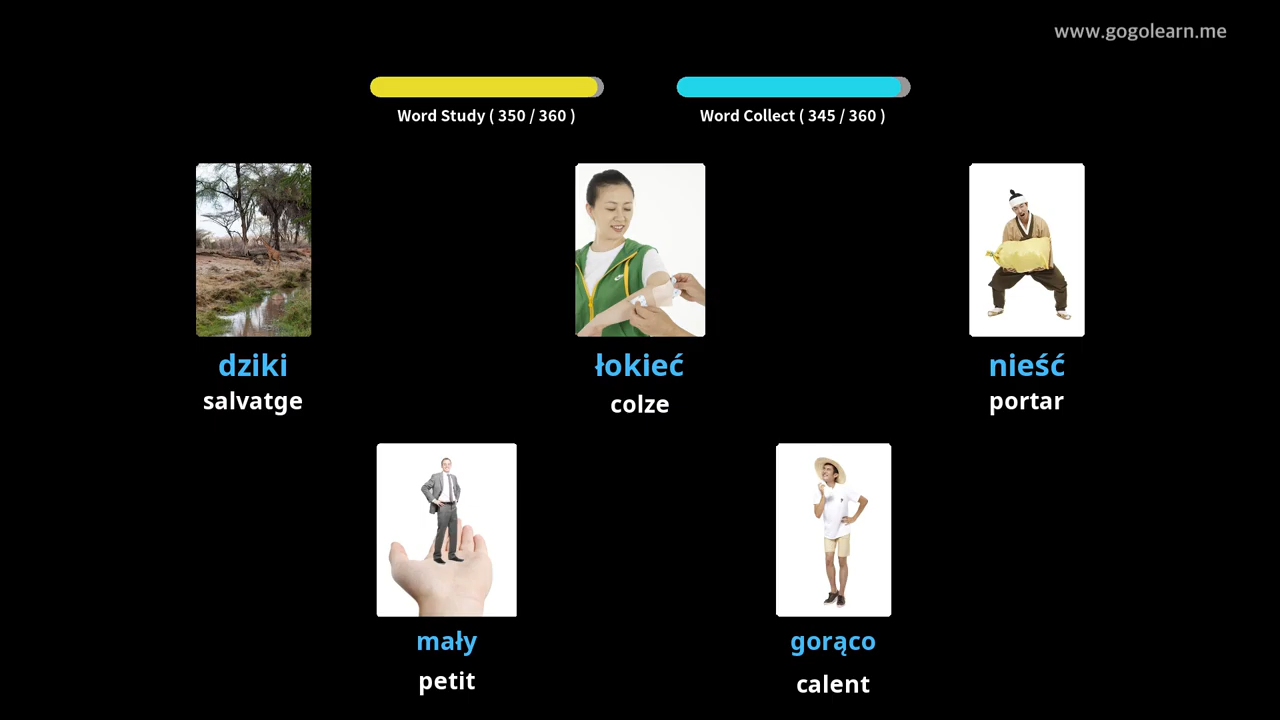 www.gogolearn.me
Word Study ( 350 / 360 )
Word Collect ( 345 / 360 )
dziki
salvatge
łokieć
colze
nieść
portar
mały
petit
gorąco
calent